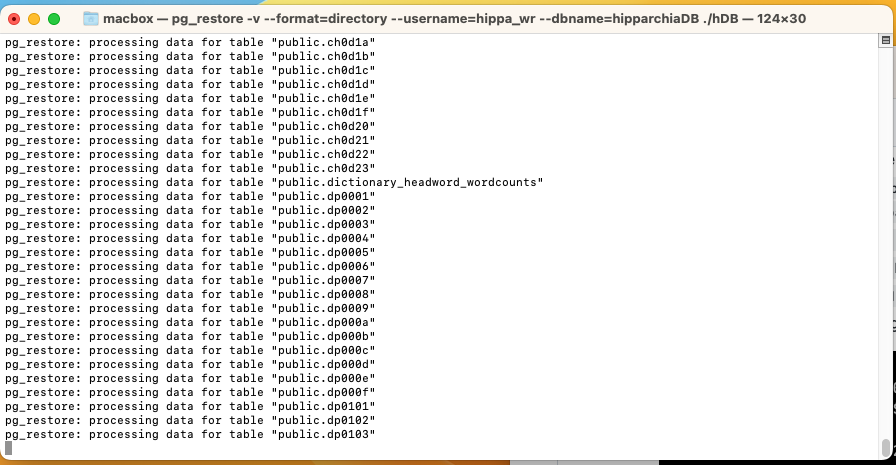 macbox — pg_restore -v --format=directory --username=hippa_wr --dbname=hipparchiaDB ./hDB — 124×30
pg_restore: processing data for table "public.ch0d1a"
pg_restore: processing data for table "public.ch0d1b"
pg_restore: processing data for table "public.ch0d1c"
pg_restore: processing data for table "public.ch0d1d"
pg_restore: processing data for table "public.ch0d1e"
pg_restore: processing data for table "public.ch0d1f"
pg_restore: processing data for table "public.ch0d20"
pg_restore: processing data for table "public.ch0d21"
pg_restore: processing data for table "public.ch0d22"
pg_restore: processing data for table "public.ch0d23"
pg_restore: processing data for table "public.dictionary_headword_wordcounts"
pg_restore: processing data for table "public.dp0001"
pg_restore: processing data for table "public.dp0002"
pg_restore: processing data for table "public.dp0003"
pg_restore: processing data for table "public.dp0004"
pg_restore: processing data for table "public.dp0005"
pg_restore: processing data for table "public.dp0006"
pg_restore: processing data for table "public.dp0007"
pg_restore: processing data for table "public.dp0008"
pg_restore: processing data for table "public.dp0009"
pg_restore: processing data for table "public.dp000a"
pg_restore: processing data for table "public.dp000b"
pg_restore: processing data for table "public.dp000c"
pg_restore: processing data for table "public.dp000d"
pg_restore: processing data for table "public.dp000e"
pg_restore: processing data for table "public.dp000f"
pg_restore: processing data for table "public.dp0101"
pg_restore: processing data for table "public.dp0102"
pg_restore: processing data for table "public.dp0103"